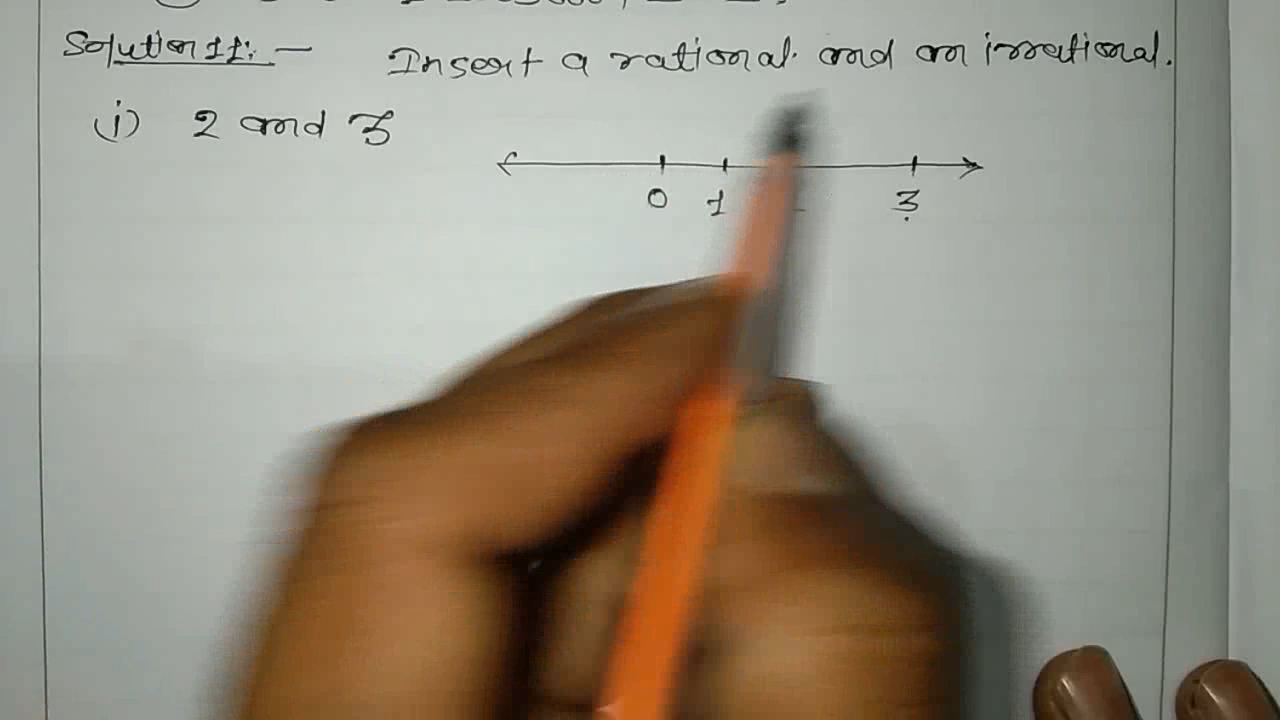 Solution 11:- Insert a rational and an irrational.
(i) 2 and 3
0 1 3